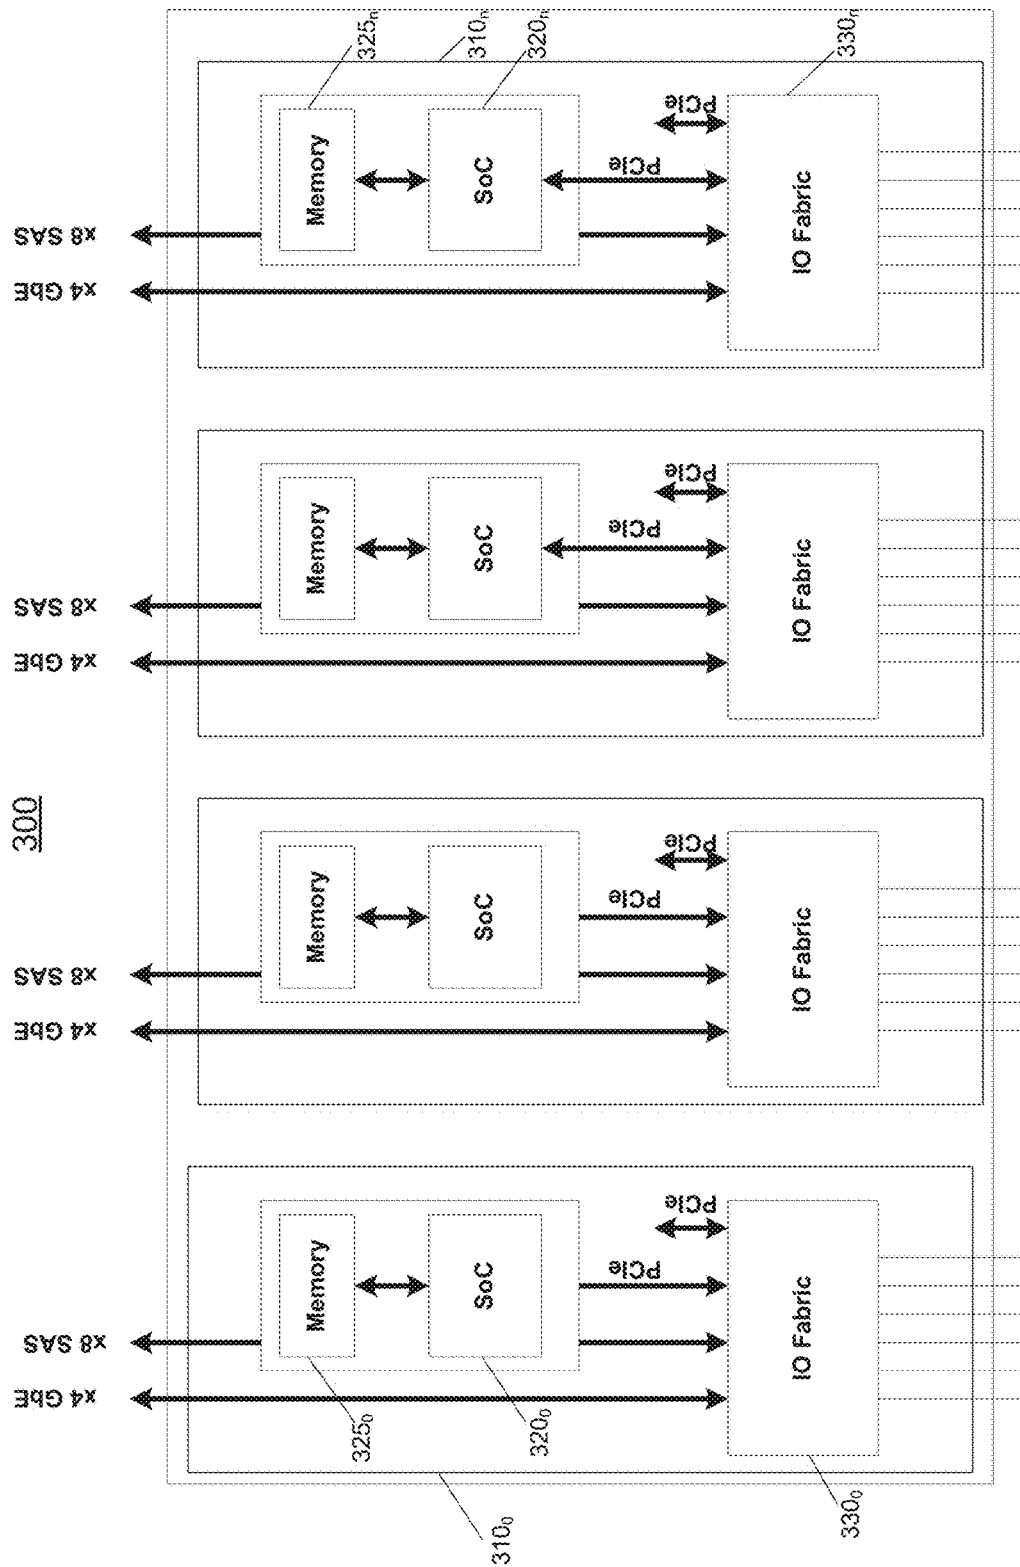 300
x8 SAS
x4 GbE
325n
310n
320n
330n
Memory
SoC
PCIe
PCIe
IO Fabric
x8 SAS
x4 GbE
Memory
SoC
PCIe
PCIe
IO Fabric
x8 SAS
x4 GbE
Memory
SoC
PCIe
PCIe
IO Fabric
x8 SAS
x4 GbE
Memory
SoC
PCIe
PCIe
IO Fabric
325₀
320₀
310₀
330₀